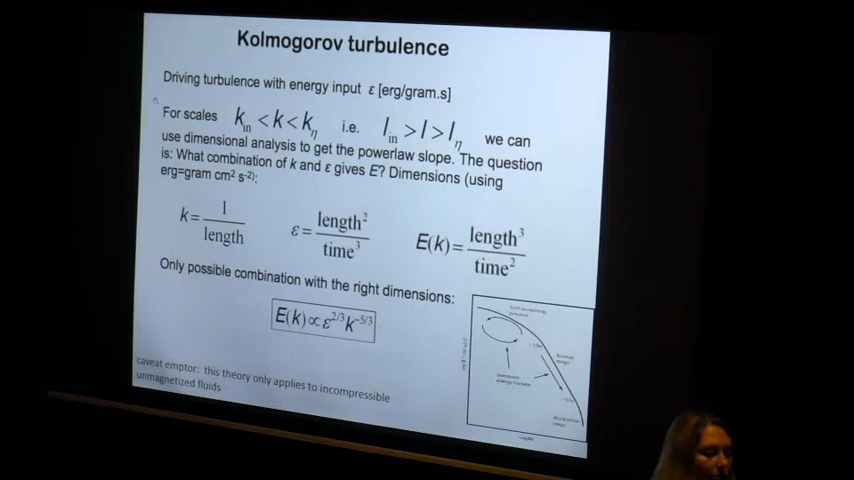 Kolmogorov turbulence
Driving turbulence with energy input ε [erg/gram.s]
For scales k_in < k < k_η i.e. l_in > l > l_η we can
use dimensional analysis to get the powerlaw slope. The question
is: What combination of k and ε gives E? Dimensions (using
erg=gram cm² s⁻²):
k = 1/length ε = length²/time³ E(k) = length³/time²
Only possible combination with the right dimensions:
E(k) ∝ ε^2/3 k^-5/3
caveat emptor: this theory only applies to incompressible
unmagnetized fluids